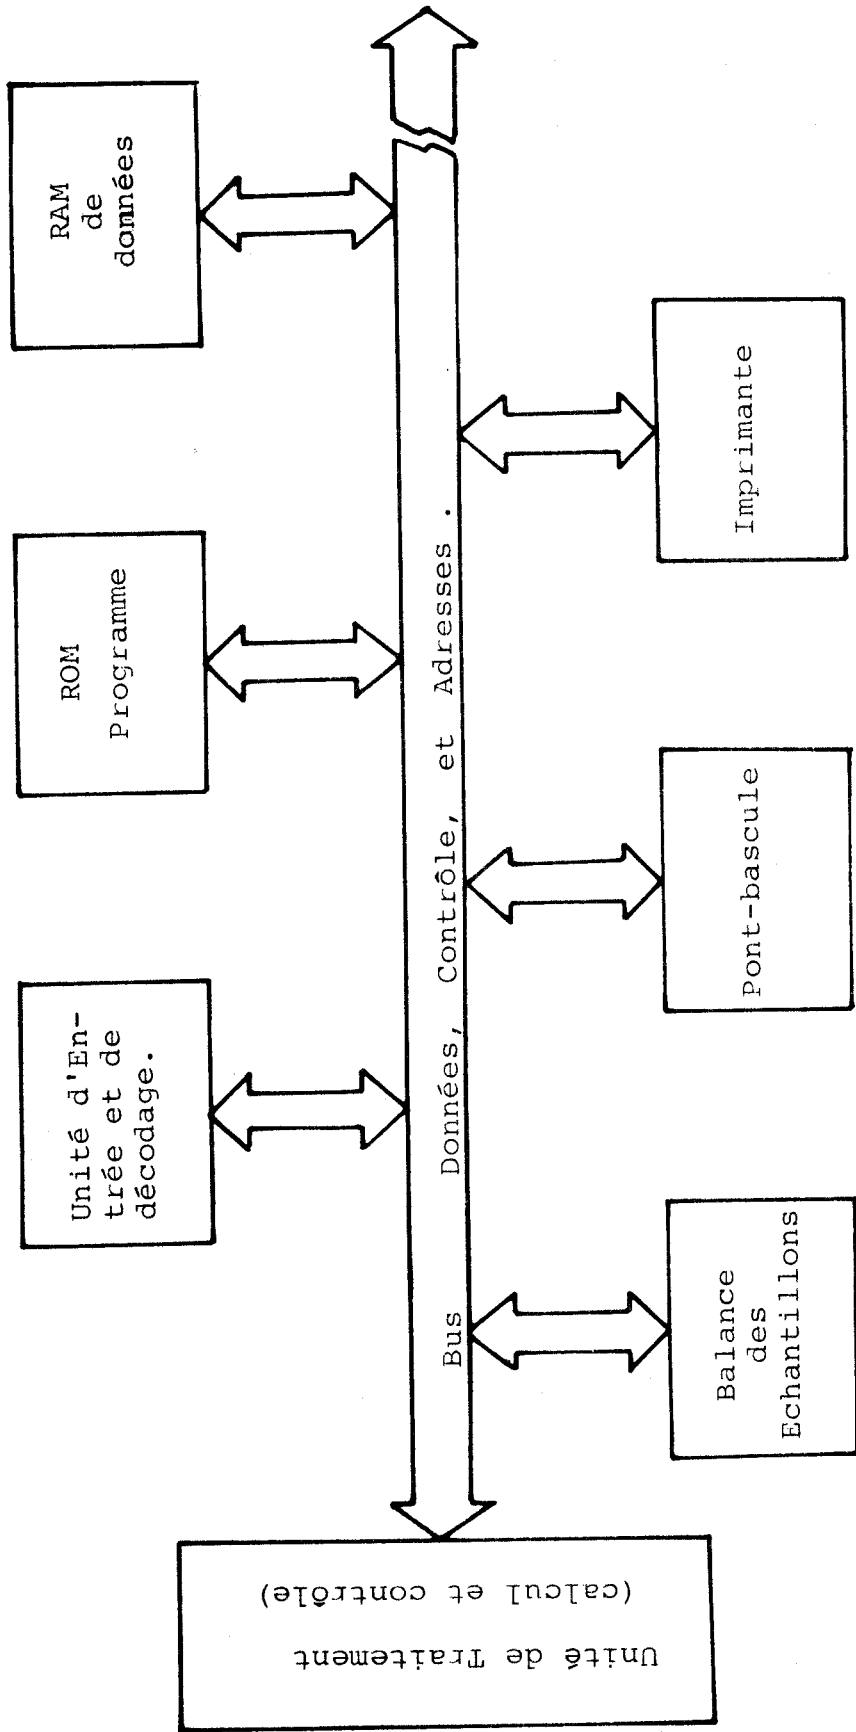 Unité de Traitement
(calcul et contrôle)
Unité d'En-
trée et de
décodage.
ROM
Programme
RAM
de
données
Bus Données, Contrôle, et Adresses .
Balance
des
Echantillons
Pont-bascule
Imprimante